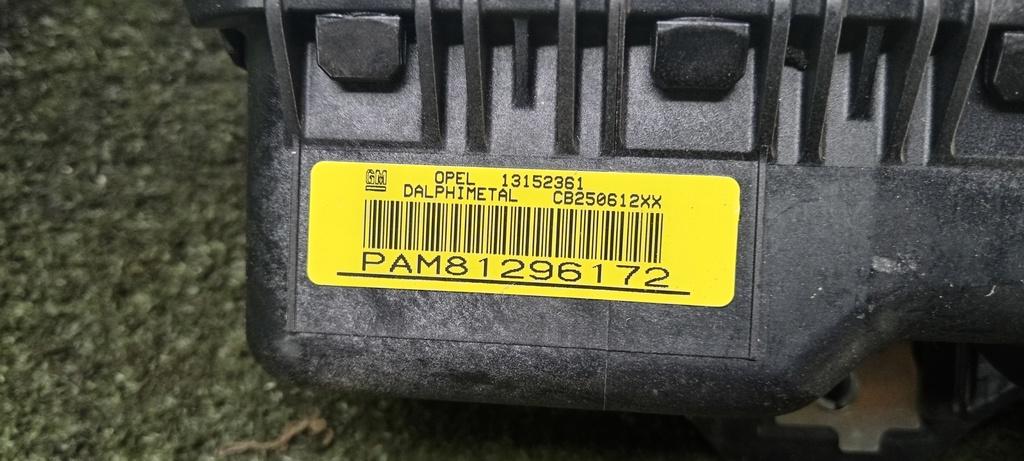 GM OPEL 13152361
DALPHIMETAL CB250612XX
PAM81296172